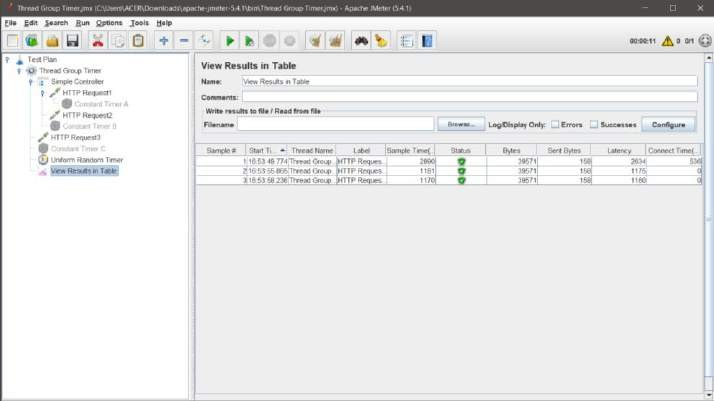 Thread Group Timer.jmx (C:\Users\ACER\Downloads\apache-jmeter-5.4.1\bin\Thread Group Timer.jmx) - Apache JMeter (5.4.1)
File Edit Search Run Options Tools Help
00:00:11 0 0/1
Test Plan
Thread Group Timer
Simple Controller
HTTP Request1
Constant Timer A
HTTP Request2
Constant Timer B
HTTP Request3
Constant Timer C
Uniform Random Timer
View Results in Table
View Results in Table
Name: View Results in Table
Comments:
Write results to file / Read from file
Filename Browse... Log/Display Only: Errors Successes Configure
Sample # Start Ti... Thread Name Label Sample Time(... Status Bytes Sent Bytes Latency Connect Time(...
1 16:53:49.774 Thread Group... HTTP Reques... 2890 39571 158 2634 536
2 16:53:55.865 Thread Group... HTTP Reques... 1181 39571 158 1175 0
3 16:53:58.236 Thread Group... HTTP Reques... 1170 39571 158 1160 0